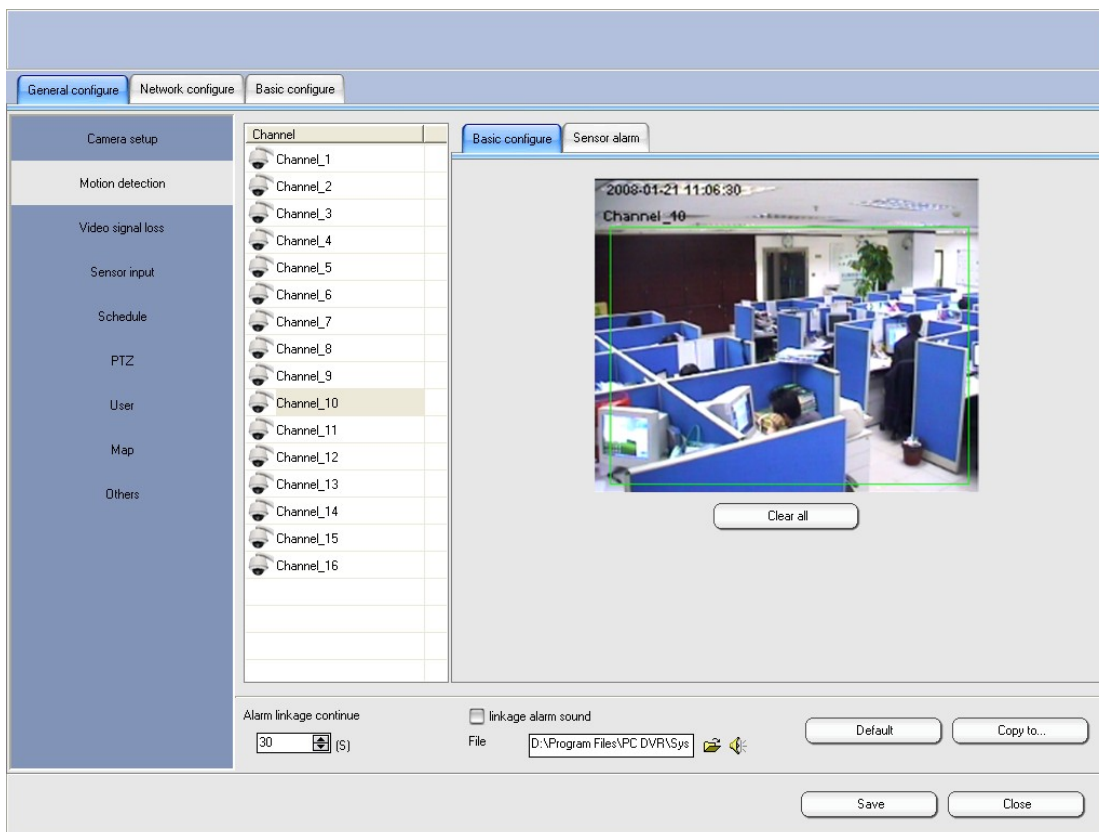 General configure
Network configure
Basic configure
Camera setup
Motion detection
Video signal loss
Sensor input
Schedule
PTZ
User
Map
Others
Channel
Channel_1
Channel_2
Channel_3
Channel_4
Channel_5
Channel_6
Channel_7
Channel_8
Channel_9
Channel_10
Channel_11
Channel_12
Channel_13
Channel_14
Channel_15
Channel_16
Basic configure
Sensor alarm
2008-01-21 11:06:30
Channel_10
Clear all
Alarm linkage continue
30 (S)
linkage alarm sound
File D:\Program Files\PC DVR\Sys
Default
Copy to...
Save
Close